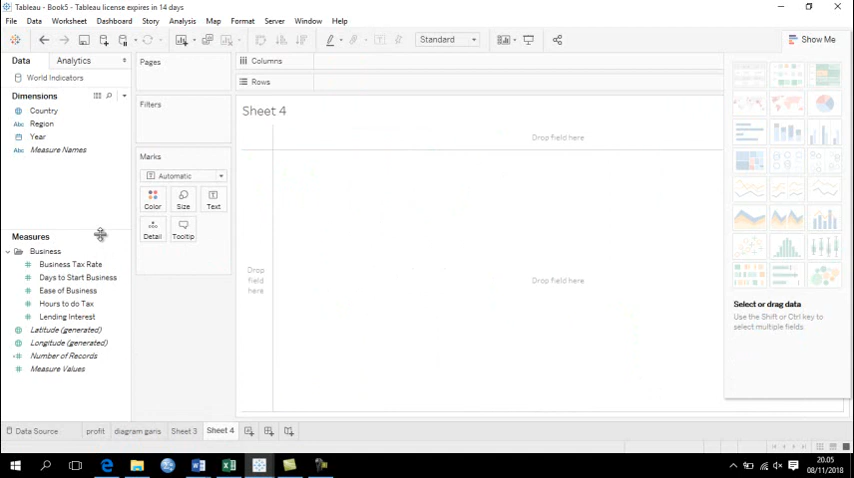 Tableau - Book5 - Tableau license expires in 14 days
File Data Worksheet Dashboard Story Analysis Map Format Server Window Help
Standard
Show Me
Data Analytics
World Indicators
Dimensions
Country
Abc Region
Year
Abc Measure Names
Measures
Business
Business Tax Rate
Days to Start Business
Ease of Business
Hours to do Tax
Lending Interest
Latitude (generated)
Longitude (generated)
Number of Records
Measure Values
Pages
Filters
Marks
Automatic
Color Size Text
Detail Tooltip
Columns
Rows
Sheet 4
Drop field here
Drop
field
here
Drop field here
Select or drag data
Use the Shift or Ctrl key to
select multiple fields
Data Source profit diagram garis Sheet 3 Sheet 4
20.05
08/11/2018